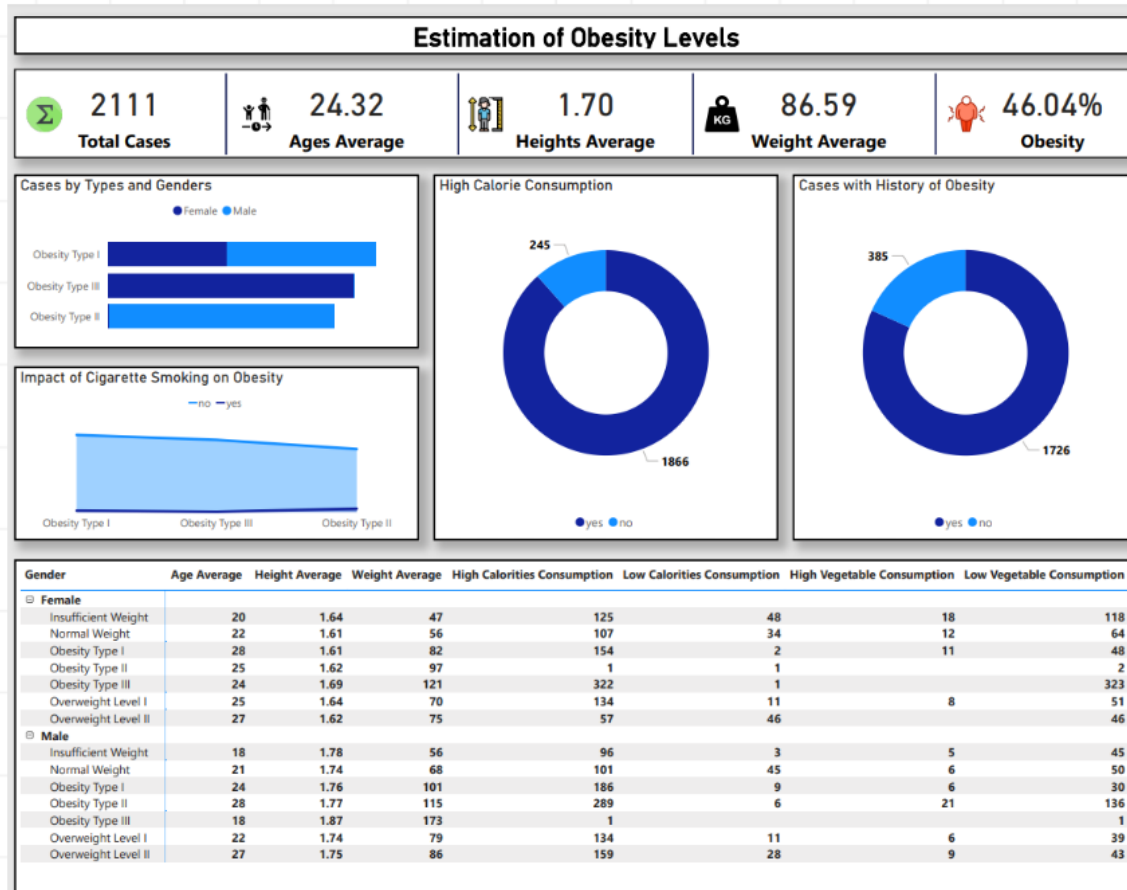 Estimation of Obesity Levels
2111 24.32 1.70 86.59 46.04%
KG
Total Cases Ages Average Heights Average Weight Average Obesity
Cases by Types and Genders
Female Male
Obesity Type I
Obesity Type III
Obesity Type II
Impact of Cigarette Smoking on Obesity
no yes
Obesity Type I Obesity Type III Obesity Type II
High Calorie Consumption
245
1866
yes no
Cases with History of Obesity
385
1726
yes no
Gender Age Average Height Average Weight Average High Calorities Consumption Low Calorities Consumption High Vegetable Consumption Low Vegetable Consumption
Female
Insufficient Weight 20 1.64 47 125 48 18 118
Normal Weight 22 1.61 56 107 34 12 64
Obesity Type I 28 1.61 82 154 2 11 48
Obesity Type II 25 1.62 97 1 1 2
Obesity Type III 24 1.69 121 322 1 323
Overweight Level I 25 1.64 70 134 11 8 51
Overweight Level II 27 1.62 75 57 46 46
Male
Insufficient Weight 18 1.78 56 96 3 5 45
Normal Weight 21 1.74 68 101 45 6 50
Obesity Type I 24 1.76 101 186 9 6 30
Obesity Type II 28 1.77 115 289 6 21 136
Obesity Type III 18 1.87 173 1 1
Overweight Level I 22 1.74 79 134 11 6 39
Overweight Level II 27 1.75 86 159 28 9 43